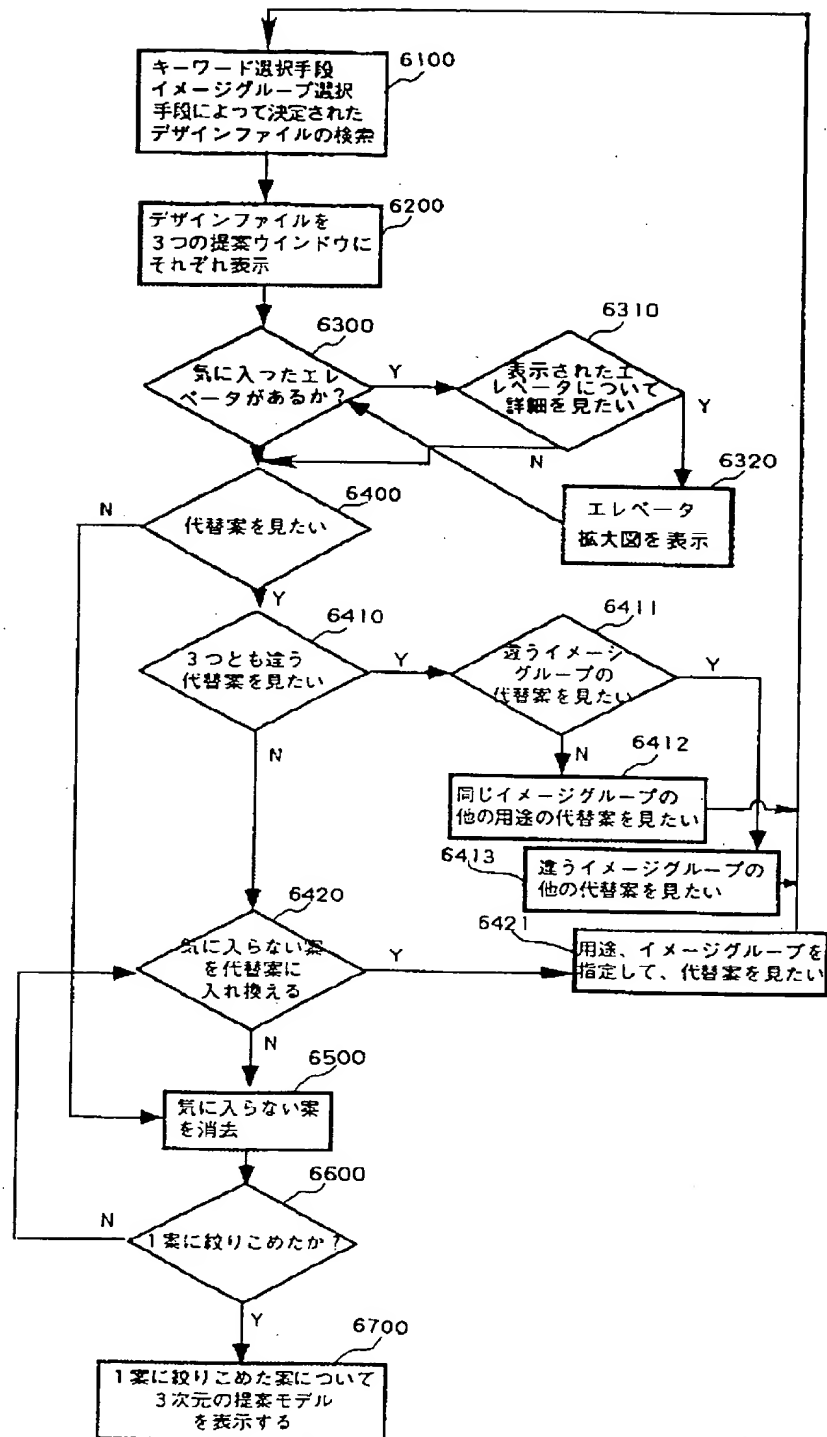 6100
キーワード選択手段
イメージグループ選択
手段によって決定された
デザインファイルの検索
6200
デザインファイルを
3つの提案ウインドウに
それぞれ表示
6300
気に入ったエレ
ベータがあるか?
Y
6310
表示されたエ
レベータについて
詳細を見たい
Y
N
6320
エレベータ
拡大図を表示
6400
代替案を見たい
N
Y
6410
3つとも違う
代替案を見たい
Y
N
6411
違うイメージ
グループの
代替案を見たい
Y
N
6412
同じイメージグループの
他の用途の代替案を見たい
6413
違うイメージグループの
他の代替案を見たい
6420
気に入らない案
を代替案に
入れ換える
Y
N
6421
用途、イメージグループを
指定して、代替案を見たい
6500
気に入らない案
を消去
6600
1案に絞りこめたか?
N
Y
6700
1案に絞りこめた案について
3次元の提案モデル
を表示する